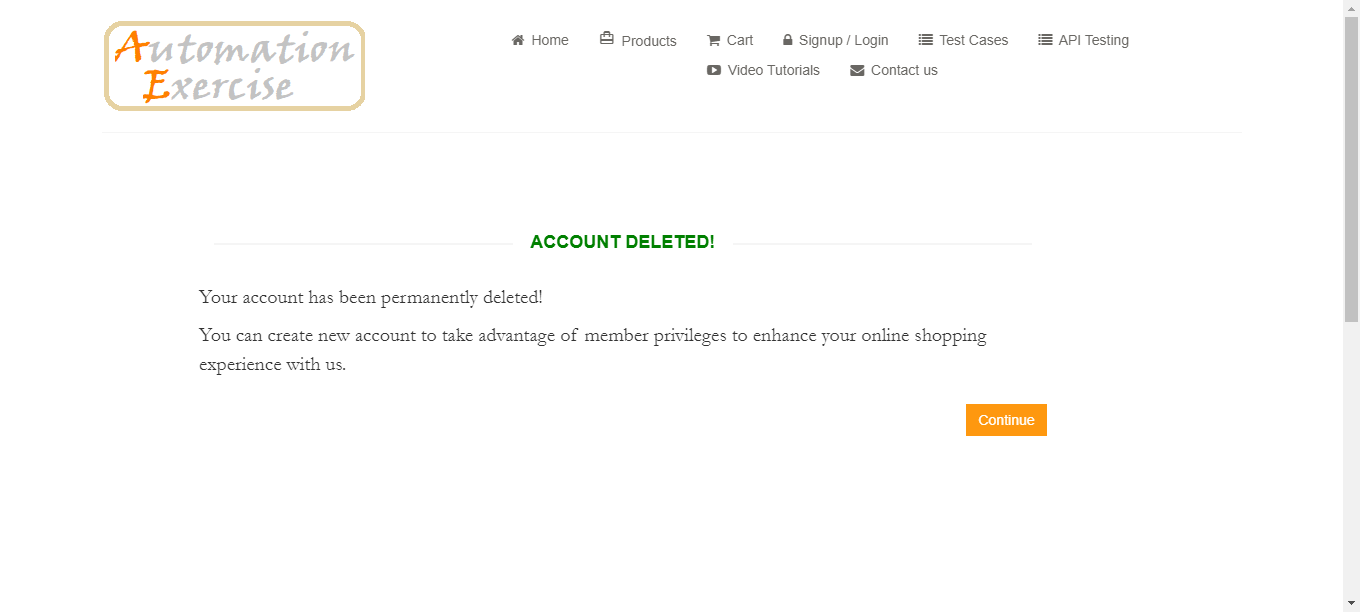 Automation
Exercise
Home
Products
Cart
Signup / Login
Test Cases
API Testing
Video Tutorials
Contact us
ACCOUNT DELETED!
Your account has been permanently deleted!
You can create new account to take advantage of member privileges to enhance your online shopping
experience with us.
Continue